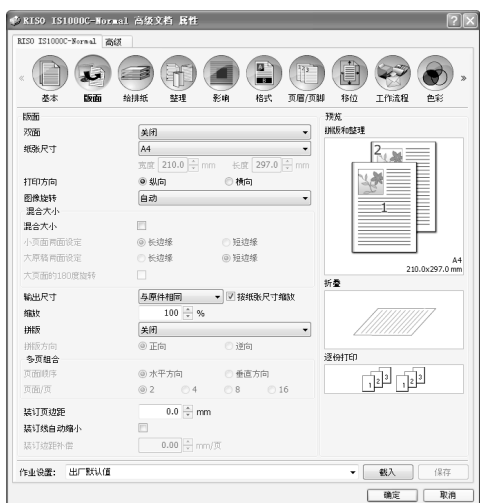 RISO IS1000C-Normal 高级文档 属性
RISO IS1000C-Normal 高级
基本 版面 给排纸 整理 影响 格式 页眉/页脚 移位 工作流程 色彩
版面
双面 关闭
纸张尺寸 A4
宽度 210.0 mm 长度 297.0 mm
打印方向 纵向 横向
图像旋转 自动
混合大小
混合大小
小页面两面设定 长边缘 短边缘
大原稿两面设定 长边缘 短边缘
大页面的180度旋转
输出尺寸 与原件相同 按纸张尺寸缩放
缩放 100 %
拼版 关闭
拼版方向 正向 逆向
多页组合
页面顺序 水平方向 垂直方向
页面/页 2 4 8 16
装订页边距 0.0 mm
装订线自动缩小
装订边距补偿 0.00 mm/页
预览
拼版和整理
2
1
A4
210.0x297.0 mm
折叠
逐份打印
1 2 3 1 2 3
作业设置: 出厂默认值 载入 保存
确定 取消